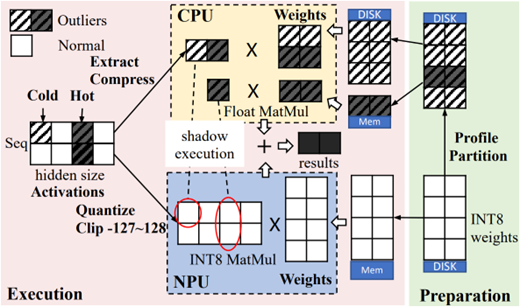 Outliers
Normal
CPU
Weights
DISK
DISK
Extract
Compress
X
Cold
Hot
X
Seq
Float MatMul
Mem
Mem
shadow
execution
+
results
Profile
Partition
hidden size
Activations
Quantize
Clip -127~128
X
INT8
weights
INT8 MatMul
NPU
Weights
Mem
DISK
Execution
Preparation